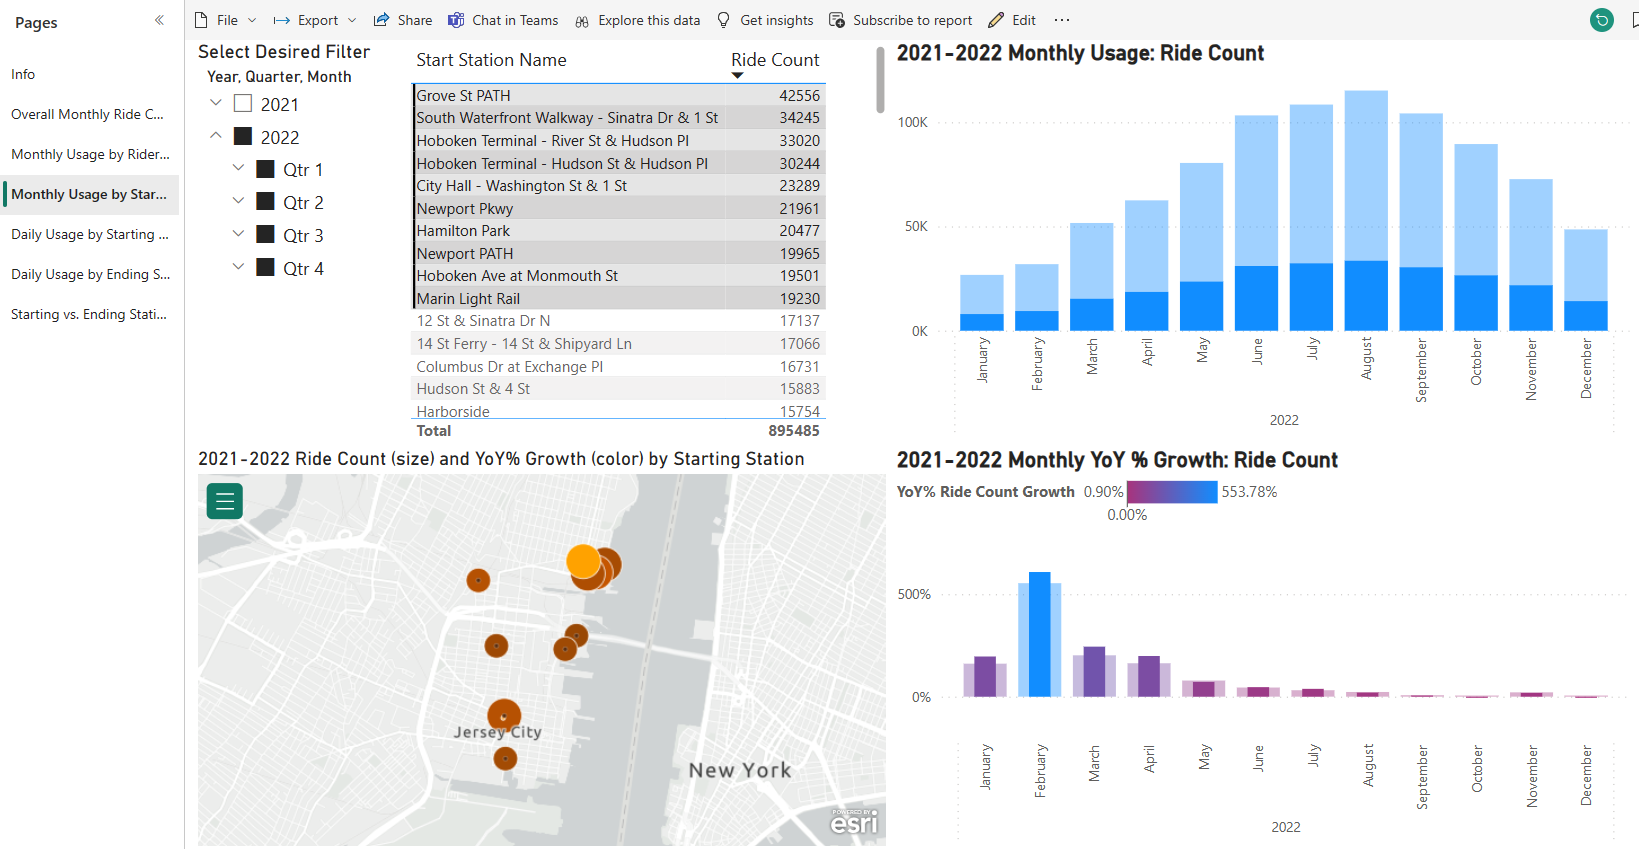 Pages
Info
Overall Monthly Ride C...
Monthly Usage by Rider...
Monthly Usage by Star...
Daily Usage by Starting ...
Daily Usage by Ending S...
Starting vs. Ending Stati...
File Export Share Chat in Teams Explore this data Get insights Subscribe to report Edit ...
Select Desired Filter
Year, Quarter, Month
2021
2022
Qtr 1
Qtr 2
Qtr 3
Qtr 4
Start Station Name Ride Count
Grove St PATH 42556
South Waterfront Walkway - Sinatra Dr & 1 St 34245
Hoboken Terminal - River St & Hudson Pl 33020
Hoboken Terminal - Hudson St & Hudson Pl 30244
City Hall - Washington St & 1 St 23289
Newport Pkwy 21961
Hamilton Park 20477
Newport PATH 19965
Hoboken Ave at Monmouth St 19501
Marin Light Rail 19230
12 St & Sinatra Dr N 17137
14 St Ferry - 14 St & Shipyard Ln 17066
Columbus Dr at Exchange Pl 16731
Hudson St & 4 St 15883
Harborside 15754
Total 895485
2021-2022 Monthly Usage: Ride Count
100K
50K
0K
January
February
March
April
May
June
July
August
September
October
November
December
2022
2021-2022 Ride Count (size) and YoY% Growth (color) by Starting Station
Jersey City
New York
POWERED BY
esri
2021-2022 Monthly YoY % Growth: Ride Count
YoY% Ride Count Growth 0.90% 553.78%
0.00%
500%
0%
January
February
March
April
May
June
July
August
September
October
November
December
2022